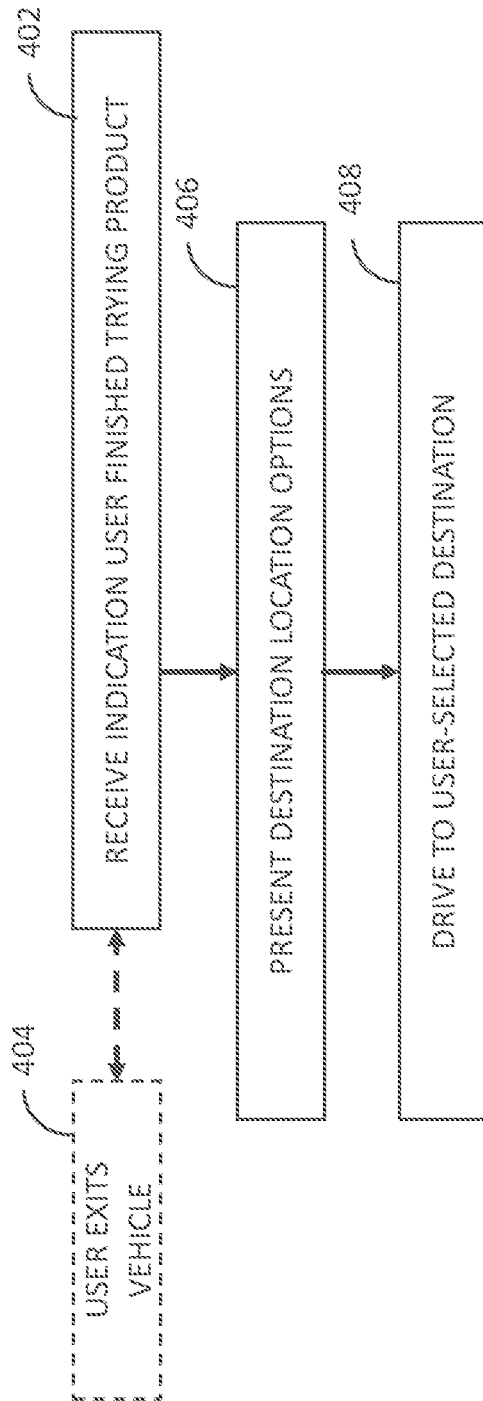 404
USER EXITS
VEHICLE
402
RECEIVE INDICATION USER FINISHED TRYING PRODUCT
406
PRESENT DESTINATION LOCATION OPTIONS
408
DRIVE TO USER-SELECTED DESTINATION